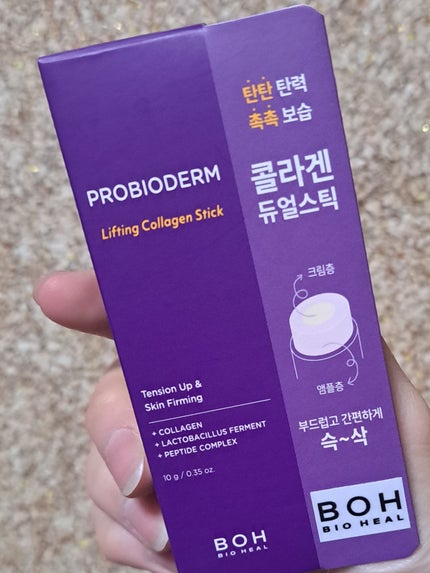 PROBIODERM
Lifting Collagen Stick
Tension Up &
Skin Firming
+ COLLAGEN
+ LACTOBACILLUS FERMENT
+ PEPTIDE COMPLEX
10 g / 0.35 oz.
BOH
BIO HEAL
탄탄 탄력
촉촉 보습
콜라겐
듀얼스틱
크림층
앰플층
부드럽고 간편하게
슥~삭
BOH
BIO HEAL